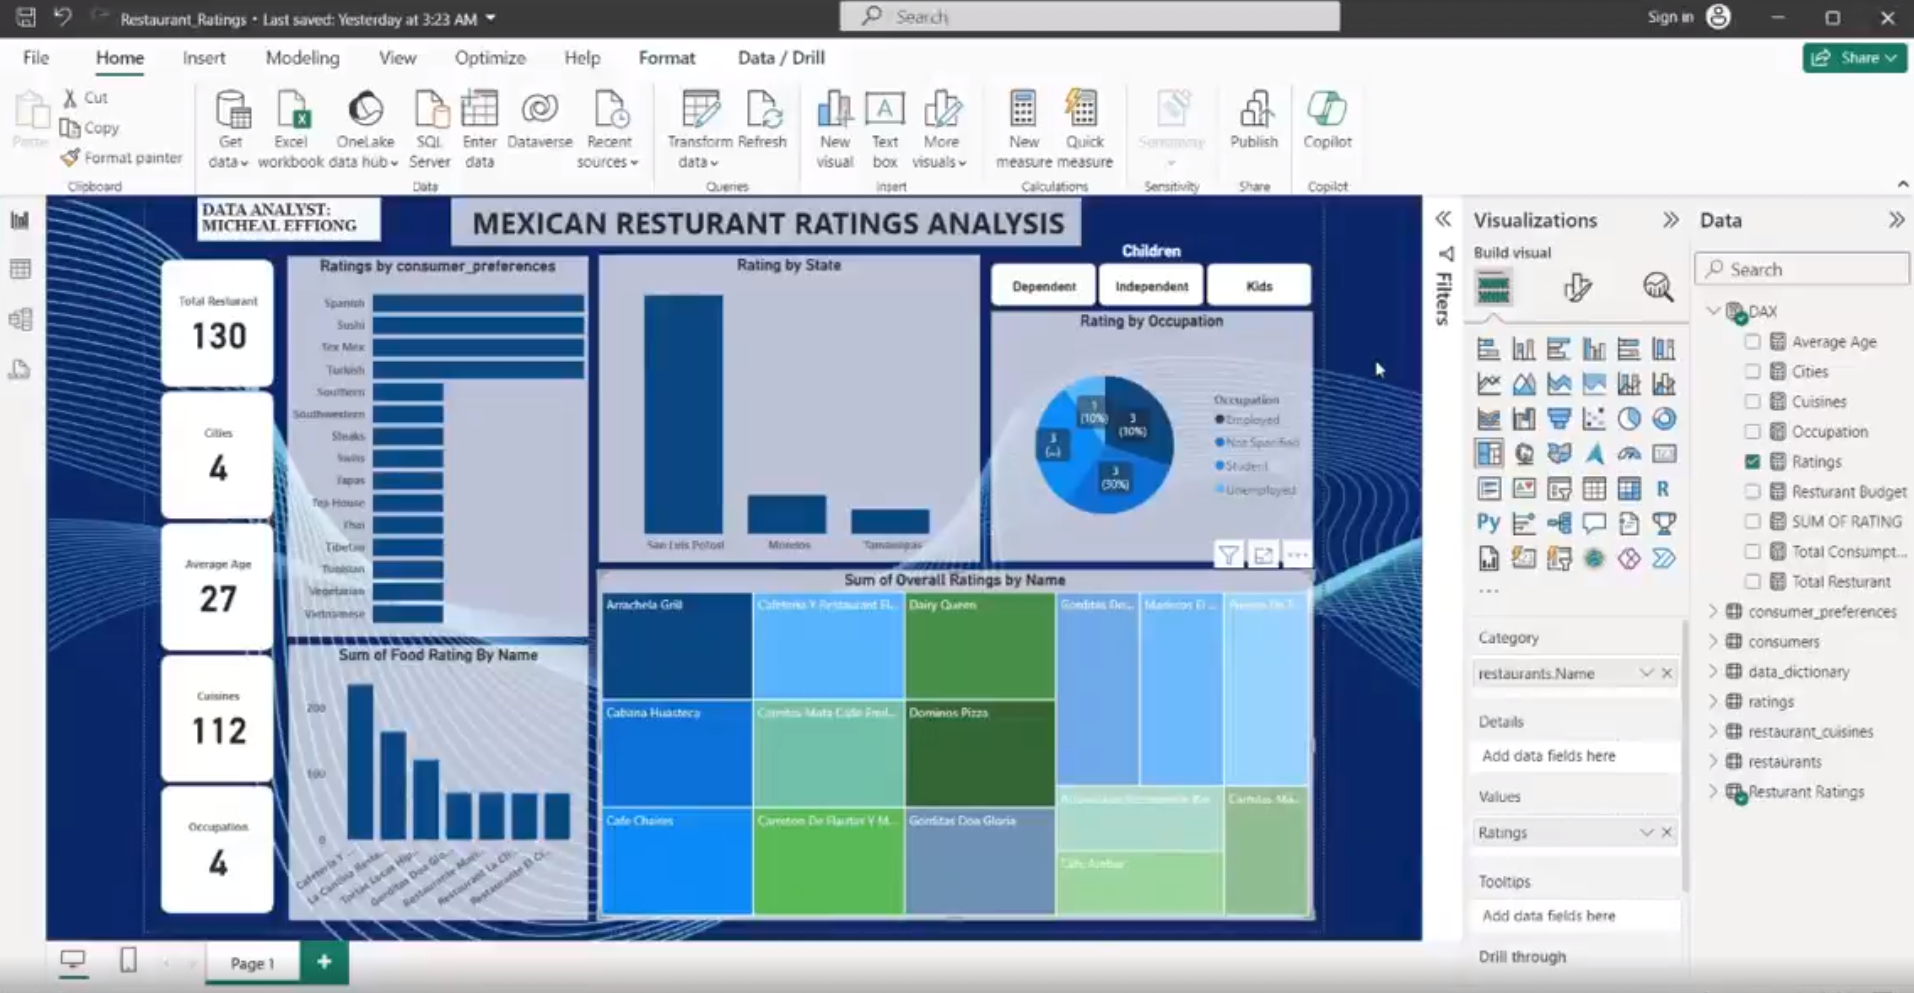 Restaurant_Ratings • Last saved: Yesterday at 3:23 AM
Search
Sign in
File
Home
Insert
Modeling
View
Optimize
Help
Format
Data / Drill
Share
Paste
Cut
Copy
Format painter
Clipboard
Get data
Excel workbook
OneLake data hub
SQL Server
Enter data
Dataverse
Recent sources
Data
Transform data
Refresh
Queries
New visual
Text box
More visuals
Insert
New measure
Quick measure
Calculations
Sensitivity
Sensitivity
Publish
Share
Copilot
Copilot
DATA ANALYST:
MICHEAL EFFIONG
MEXICAN RESTURANT RATINGS ANALYSIS
Total Resturant
130
Cities
4
Average Age
27
Cuisines
112
Occupation
4
Ratings by consumer_preferences
Spanish
Sushi
Tex-Mex
Turkish
Southern
Southwestern
Steaks
Swiss
Tapas
Tea House
Thai
Tibetan
Tunisian
Vegetarian
Vietnamese
Sum of Food Rating By Name
200
100
0
Cafeteria Y ...
La Cantina Resta...
Tortas Locas Hip...
Gorditas Doa Glo...
Restaurante Mari...
Restaurant La Ch...
Restaurante El Ci...
Rating by State
San Luis Potosi
Morelos
Tamaulipas
Children
Dependent
Independent
Kids
Rating by Occupation
1
(10%)
3
(30%)
3
(30%)
3
(...)
Occupation
Employed
Not Specified
Student
Unemployed
Sum of Overall Ratings by Name
Arrachela Grill
Cafeteria Y Restaurant El...
Dairy Queen
Gorditas Do...
Mariscos El ...
Cabana Huasteca
Carnitas Mata Calle Emil...
Dominos Pizza
Cafe Chaires
Carreton De Flautas Y M...
Gorditas Doa Gloria
Cafe Ambar
Carnitas Ma...
Page 1
+
Filters
Visualizations
Build visual
R
Py
...
Category
restaurants.Name
Details
Add data fields here
Values
Ratings
Tooltips
Add data fields here
Drill through
Data
Search
DAX
Average Age
Cities
Cuisines
Occupation
Ratings
Resturant Budget
SUM OF RATING
Total Consumpt...
Total Resturant
consumer_preferences
consumers
data_dictionary
ratings
restaurant_cuisines
restaurants
Resturant Ratings